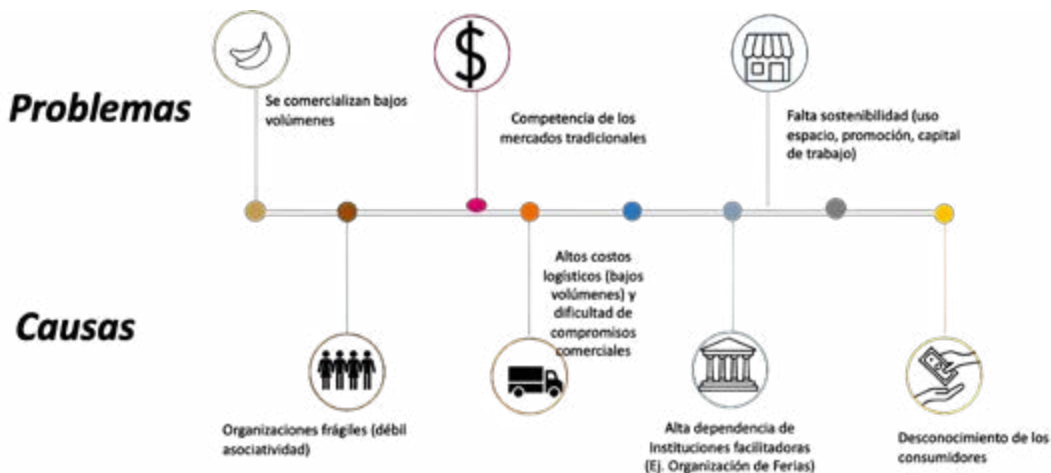 Problemas
Se comercializan bajos
volúmenes
Competencia de los
mercados tradicionales
Falta sostenibilidad (uso
espacio, promoción, capital
de trabajo)
Causas
Organizaciones frágiles (débil
asociatividad)
Altos costos
logísticos (bajos
volúmenes) y
dificultad de
compromisos
comerciales
Alta dependencia de
Instituciones facilitadoras
(Ej. Organización de Ferias)
Desconocimiento de los
consumidores